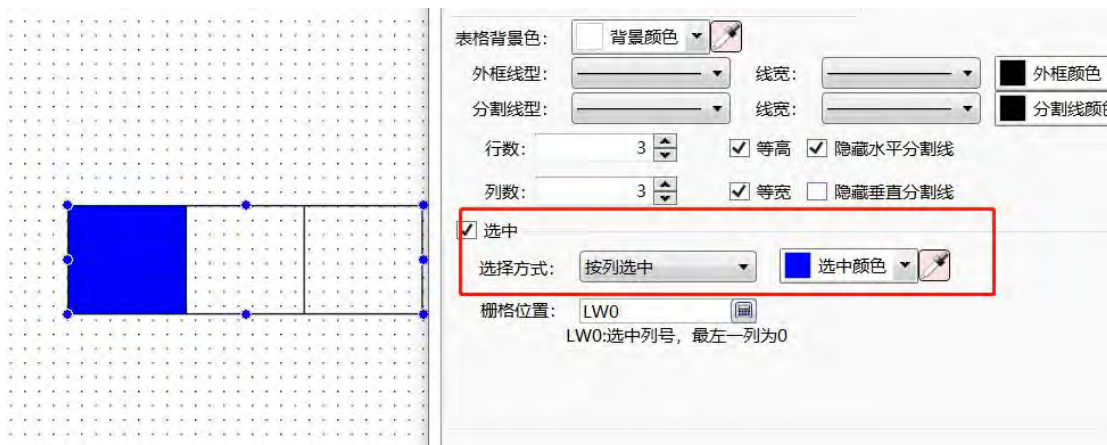 表格背景色: 背景颜色
外框线型: 线宽: 外框颜色
分割线型: 线宽: 分割线颜色
行数: 3 等高 隐藏水平分割线
列数: 3 等宽 隐藏垂直分割线
选中
选择方式: 按列选中 选中颜色
栅格位置: LW0
LW0:选中列号，最左一列为0